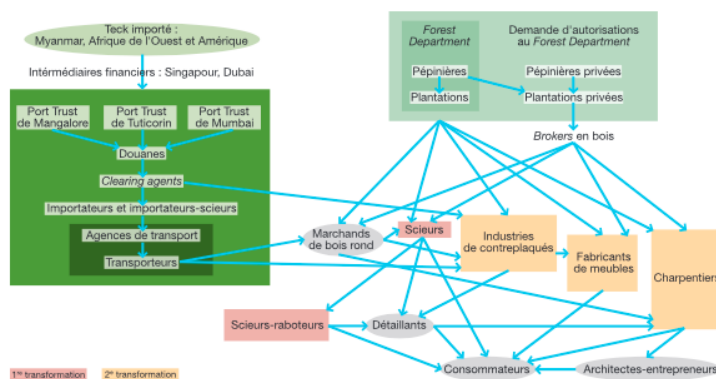 Teck importé :
Myanmar, Afrique de l'Ouest et Amérique
Intérmédiaires financiers : Singapour, Dubai
Port Trust
de Mangalore
Port Trust
de Tuticorin
Port Trust
de Mumbai
Douanes
Clearing agents
Importateurs et importateurs-scieurs
Agences de transport
Transporteurs
Forest
Department
Pépinières
Plantations
Demande d'autorisations
au Forest Department
Pépinières privées
Plantations privées
Brokers en bois
Marchands
de bois rond
Scieurs
Industries
de contreplaqués
Fabricants
de meubles
Charpentiers
Scieurs-raboteurs
Détaillants
Consommateurs
Architectes-entrepreneurs
1re transformation
2e transformation